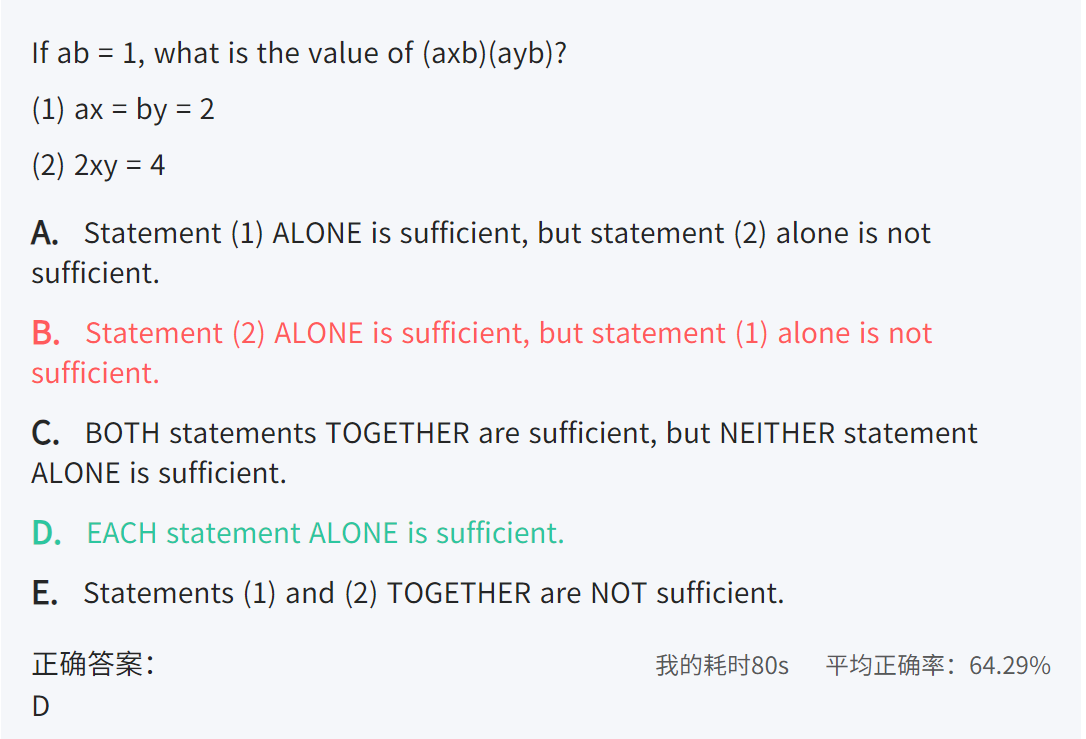 If ab = 1, what is the value of (axb)(ayb)?
(1) ax = by = 2
(2) 2xy = 4
A. Statement (1) ALONE is sufficient, but statement (2) alone is not
sufficient.
B. Statement (2) ALONE is sufficient, but statement (1) alone is not
sufficient.
C. BOTH statements TOGETHER are sufficient, but NEITHER statement
ALONE is sufficient.
D. EACH statement ALONE is sufficient.
E. Statements (1) and (2) TOGETHER are NOT sufficient.
正确答案： 我的耗时80s 平均正确率：64.29%
D